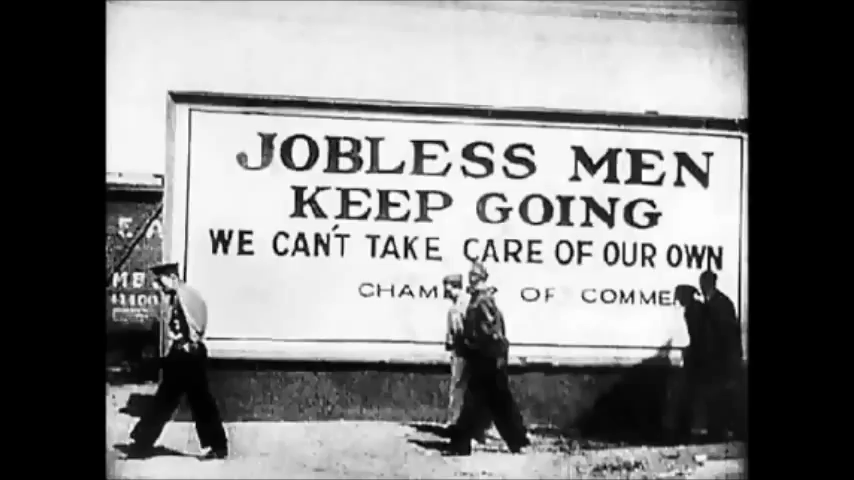 JOBLESS MEN
KEEP GOING
WE CAN'T TAKE CARE OF OUR OWN
OF